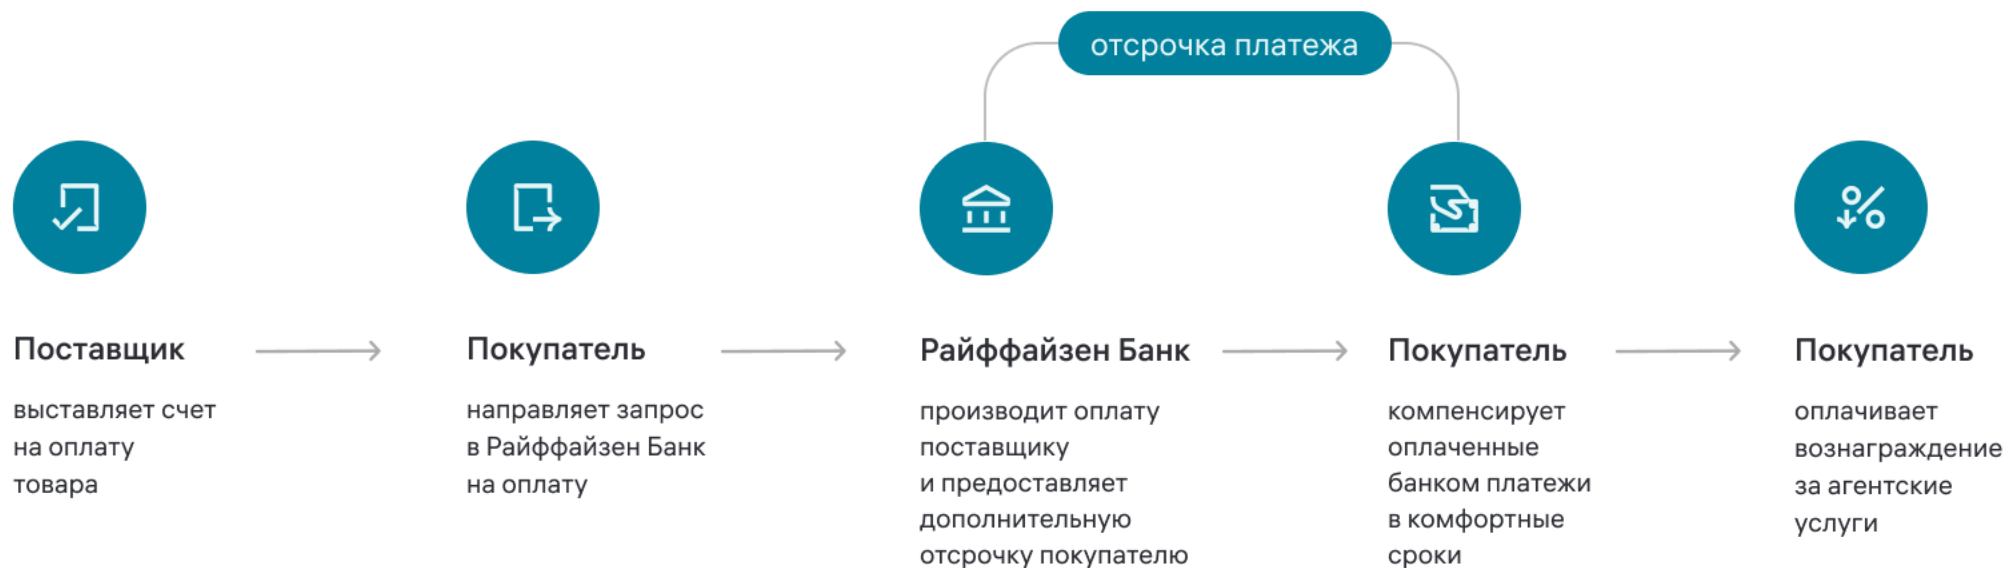 отсрочка платежа
Поставщик
выставляет счет
на оплату
товара
Покупатель
направляет запрос
в Райффайзен Банк
на оплату
Райффайзен Банк
производит оплату
поставщику
и предоставляет
дополнительную
отсрочку покупателю
Покупатель
компенсирует
оплаченные
банком платежи
в комфортные
сроки
Покупатель
оплачивает
вознаграждение
за агентские
услуги